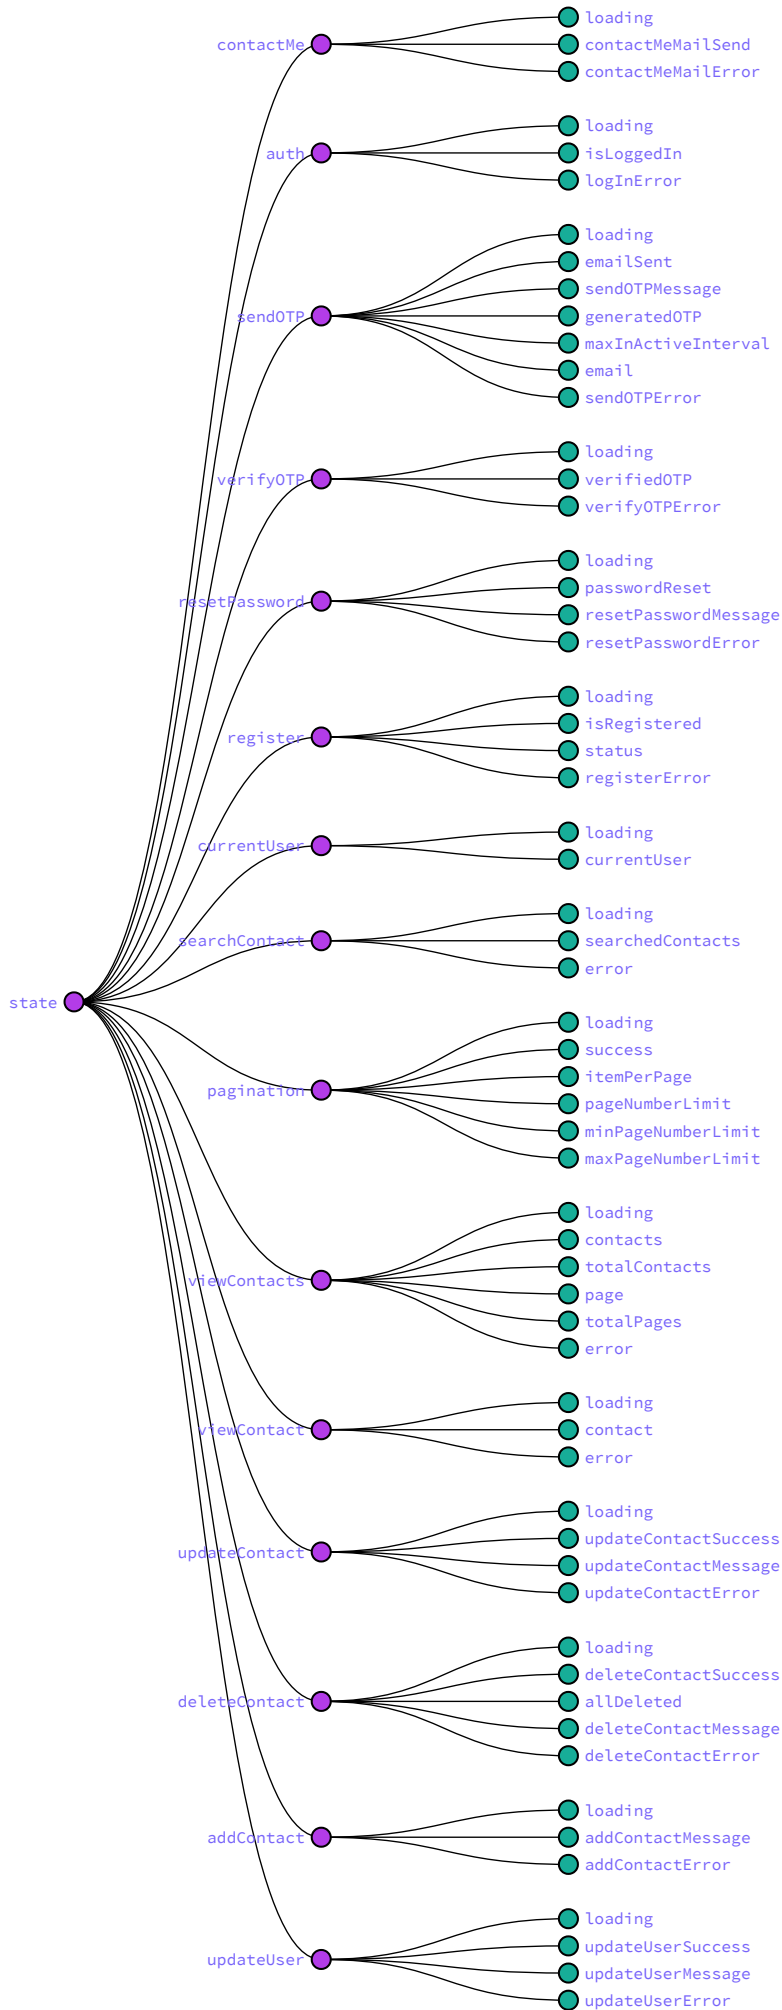 state
contactMe
loading
contactMeMailSend
contactMeMailError
auth
loading
isLoggedIn
logInError
sendOTP
loading
emailSent
sendOTPMessage
generatedOTP
maxInActiveInterval
email
sendOTPError
verifyOTP
loading
verifiedOTP
verifyOTPError
resetPassword
loading
passwordReset
resetPasswordMessage
resetPasswordError
register
loading
isRegistered
status
registerError
currentUser
loading
currentUser
searchContact
loading
searchedContacts
error
pagination
loading
success
itemPerPage
pageNumberLimit
minPageNumberLimit
maxPageNumberLimit
viewContacts
loading
contacts
totalContacts
page
totalPages
error
viewContact
loading
contact
error
updateContact
loading
updateContactSuccess
updateContactMessage
updateContactError
deleteContact
loading
deleteContactSuccess
allDeleted
deleteContactMessage
deleteContactError
addContact
loading
addContactMessage
addContactError
updateUser
loading
updateUserSuccess
updateUserMessage
updateUserError